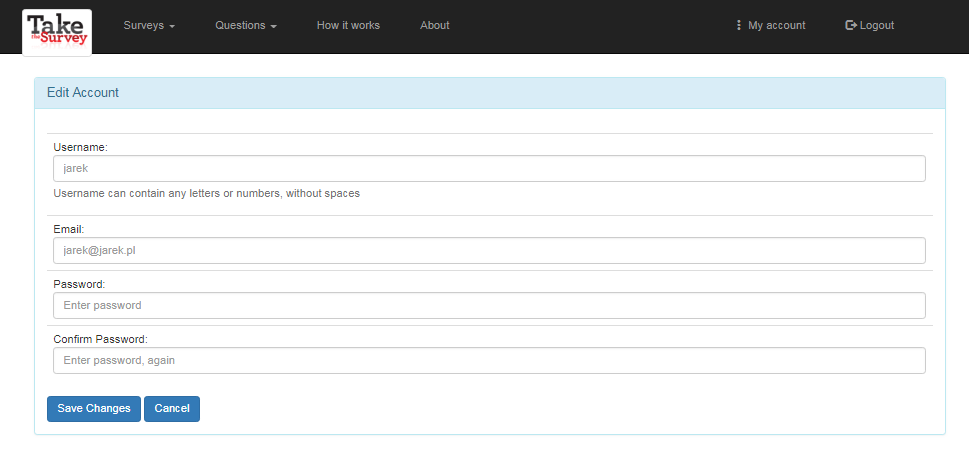 Take
the Survey
Surveys
Questions
How it works
About
My account
Logout
Edit Account
Username:
jarek
Username can contain any letters or numbers, without spaces
Email:
jarek@jarek.pl
Password:
Enter password
Confirm Password:
Enter password, again
Save Changes
Cancel